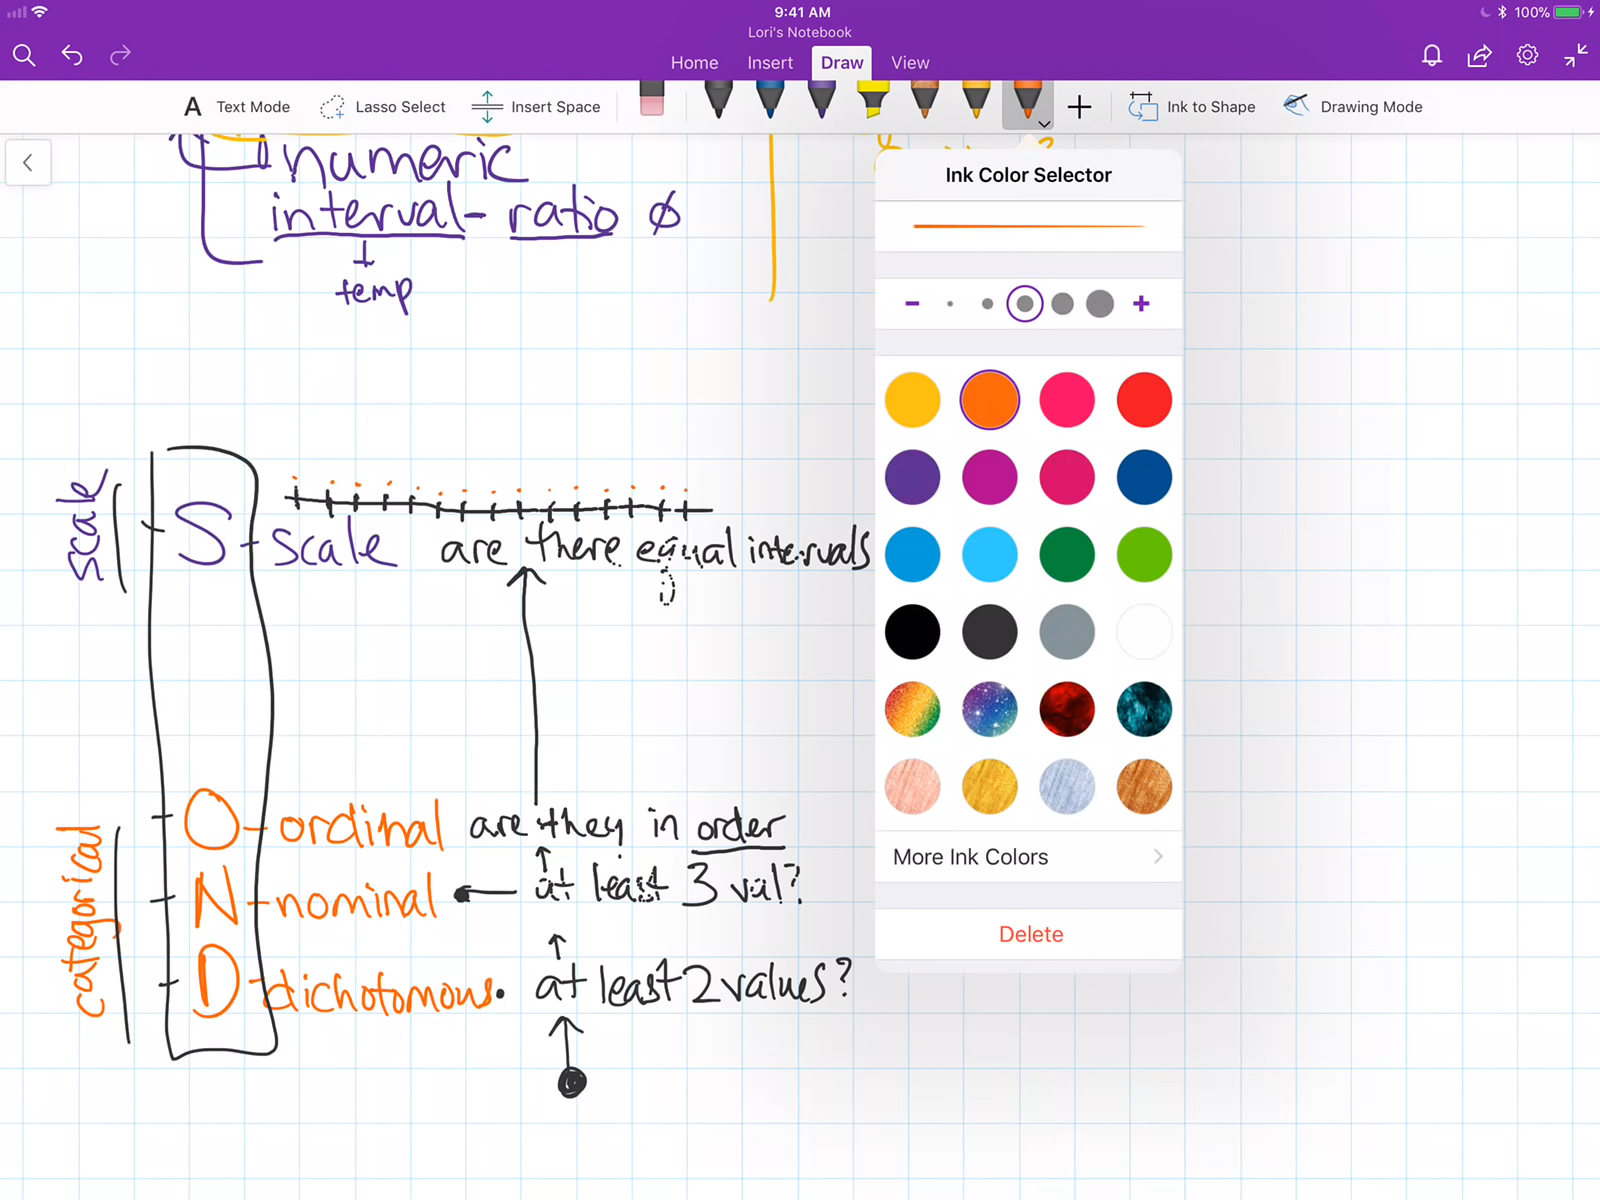 9:41 AM
100%
Lori's Notebook
Home Insert Draw View
Text Mode Lasso Select Insert Space Ink to Shape Drawing Mode
numeric
interval- ratio Ø
temp
Ink Color Selector
scale
S - scale are there equal intervals
categorical
O - ordinal are they in order
N - nominal at least 3 val?
D - dichotomous. at least 2 values?
More Ink Colors
Delete